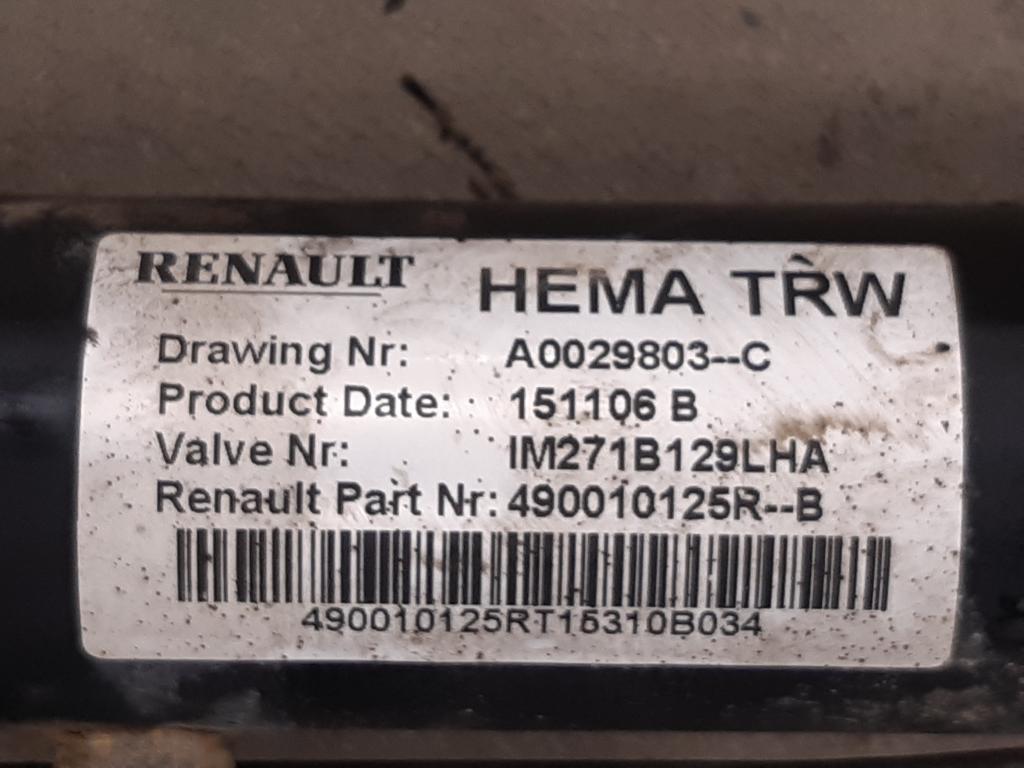 RENAULT HEMA TRW
Drawing Nr: A0029803--C
Product Date: 151106 B
Valve Nr: IM271B129LHA
Renault Part Nr: 490010125R--B
490010125RT15310B034